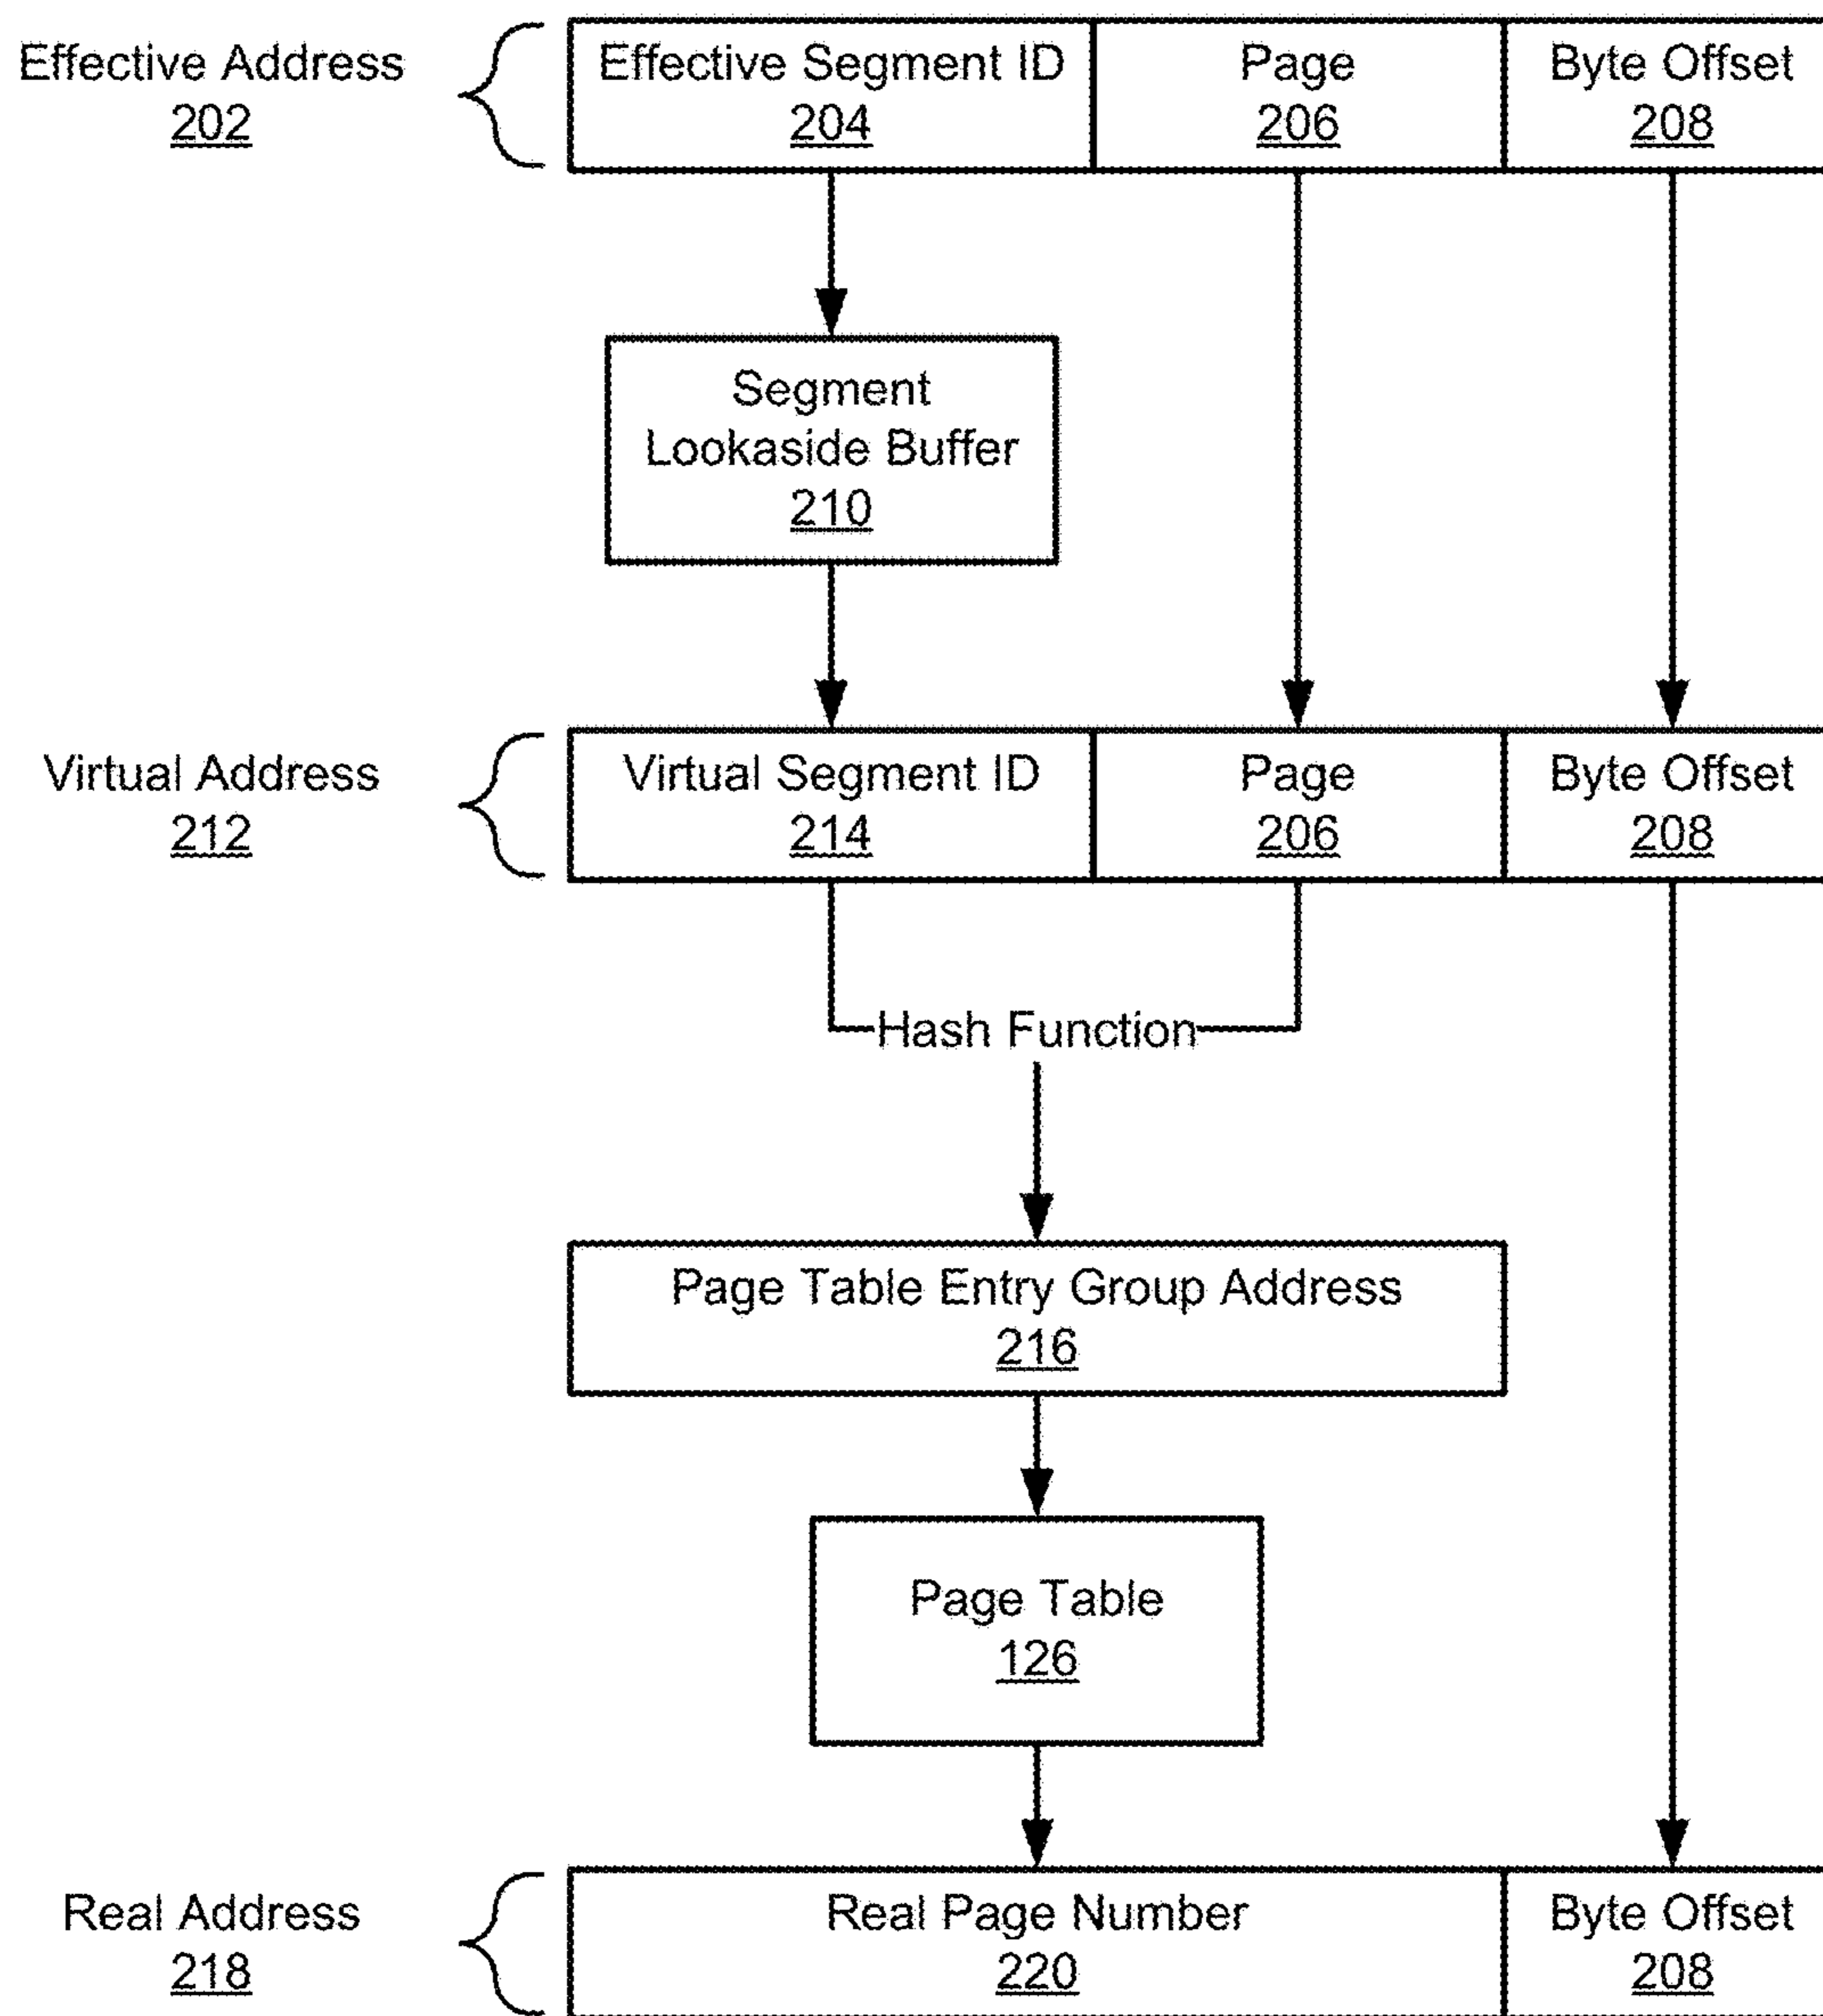 Effective Address
202
Effective Segment ID
204
Page
206
Byte Offset
208
Segment
Lookaside Buffer
210
Virtual Address
212
Virtual Segment ID
214
Page
206
Byte Offset
208
Hash Function
Page Table Entry Group Address
216
Page Table
126
Real Address
218
Real Page Number
220
Byte Offset
208